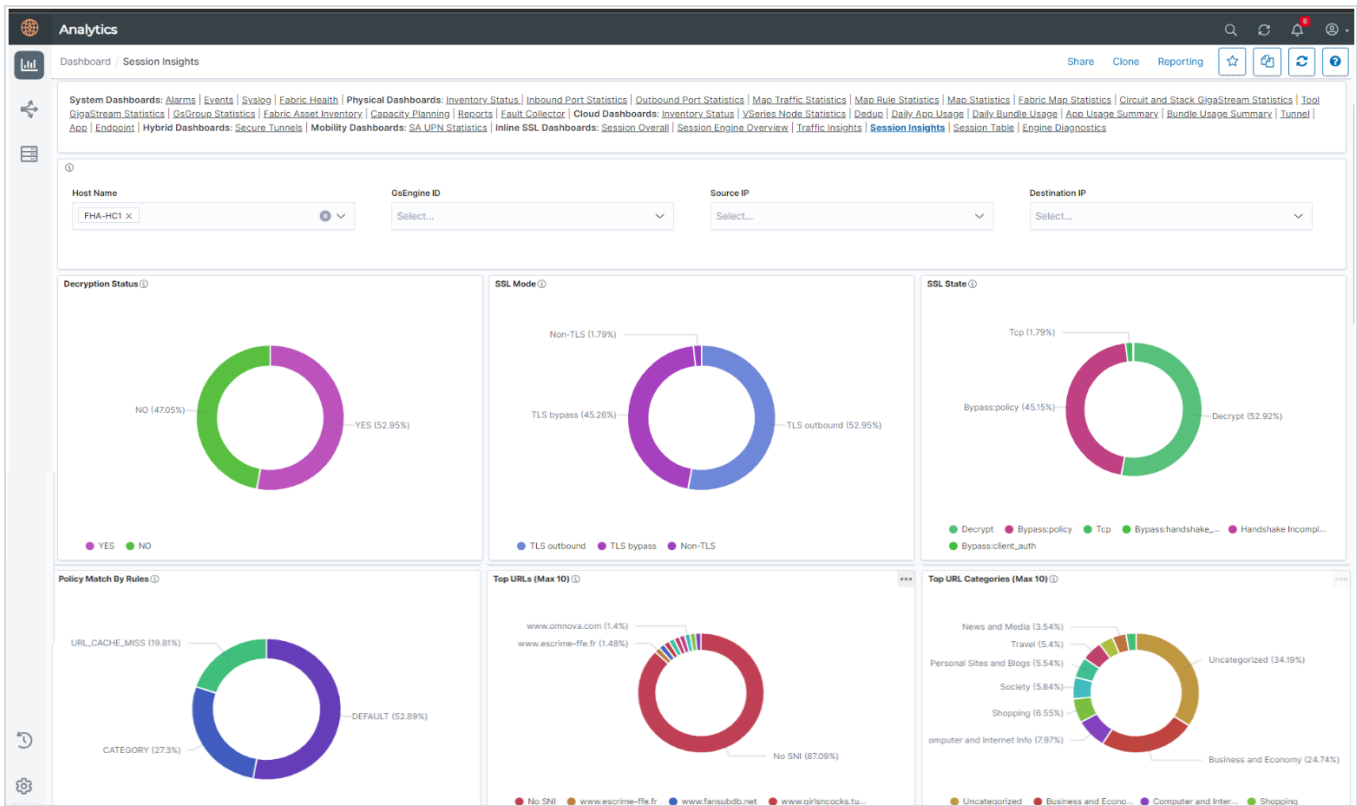 Analytics
8
Dashboard / Session Insights
Share Clone Reporting
System Dashboards: Alarms | Events | Syslog | Fabric Health | Physical Dashboards: Inventory Status | Inbound Port Statistics | Outbound Port Statistics | Map Traffic Statistics | Map Rule Statistics | Map Statistics | Fabric Map Statistics | Circuit and Stack GigaStream Statistics | Tool
GigaStream Statistics | GsGroup Statistics | Fabric Asset Inventory | Capacity Planning | Reports | Fault Collector | Cloud Dashboards: Inventory Status | VSeries Node Statistics | Dedup | Daily App Usage | Daily Bundle Usage | App Usage Summary | Bundle Usage Summary | Tunnel |
App | Endpoint | Hybrid Dashboards: Secure Tunnels | Mobility Dashboards: SA UPN Statistics | Inline SSL Dashboards: Session Overall | Session Engine Overview | Traffic Insights | Session Insights | Session Table | Engine Diagnostics
Host Name GsEngine ID Source IP Destination IP
FHA-HC1 × Select... Select... Select...
Decryption Status
NO (47.05%)
YES (52.95%)
YES NO
SSL Mode
Non-TLS (1.79%)
TLS bypass (45.26%)
TLS outbound (52.95%)
TLS outbound TLS bypass Non-TLS
SSL State
Tcp (1.79%)
Bypass:policy (45.15%)
Decrypt (52.92%)
Decrypt Bypass:policy Tcp Bypass:handshake_... Handshake Incompl...
Bypass:client_auth
Policy Match By Rules
URL_CACHE_MISS (19.81%)
DEFAULT (52.89%)
CATEGORY (27.3%)
Top URLs (Max 10)
www.omnova.com (1.4%)
www.escrime-ffe.fr (1.48%)
No SNI (87.09%)
No SNI www.escrime-ffe.fr www.fansubdb.net www.girlsncocks.tu...
Top URL Categories (Max 10)
News and Media (3.54%)
Travel (5.4%)
Personal Sites and Blogs (5.54%)
Uncategorized (34.19%)
Society (5.84%)
Shopping (6.55%)
omputer and Internet Info (7.97%)
Business and Economy (24.74%)
Uncategorized Business and Econo... Computer and Inter... Shopping